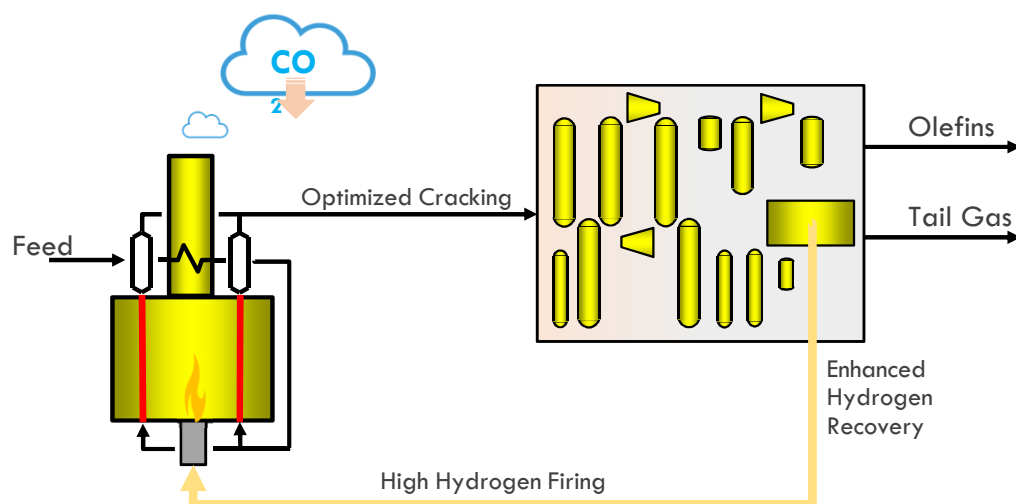 CO
2
Olefins
Optimized Cracking
Tail Gas
Feed
Enhanced
Hydrogen
Recovery
High Hydrogen Firing